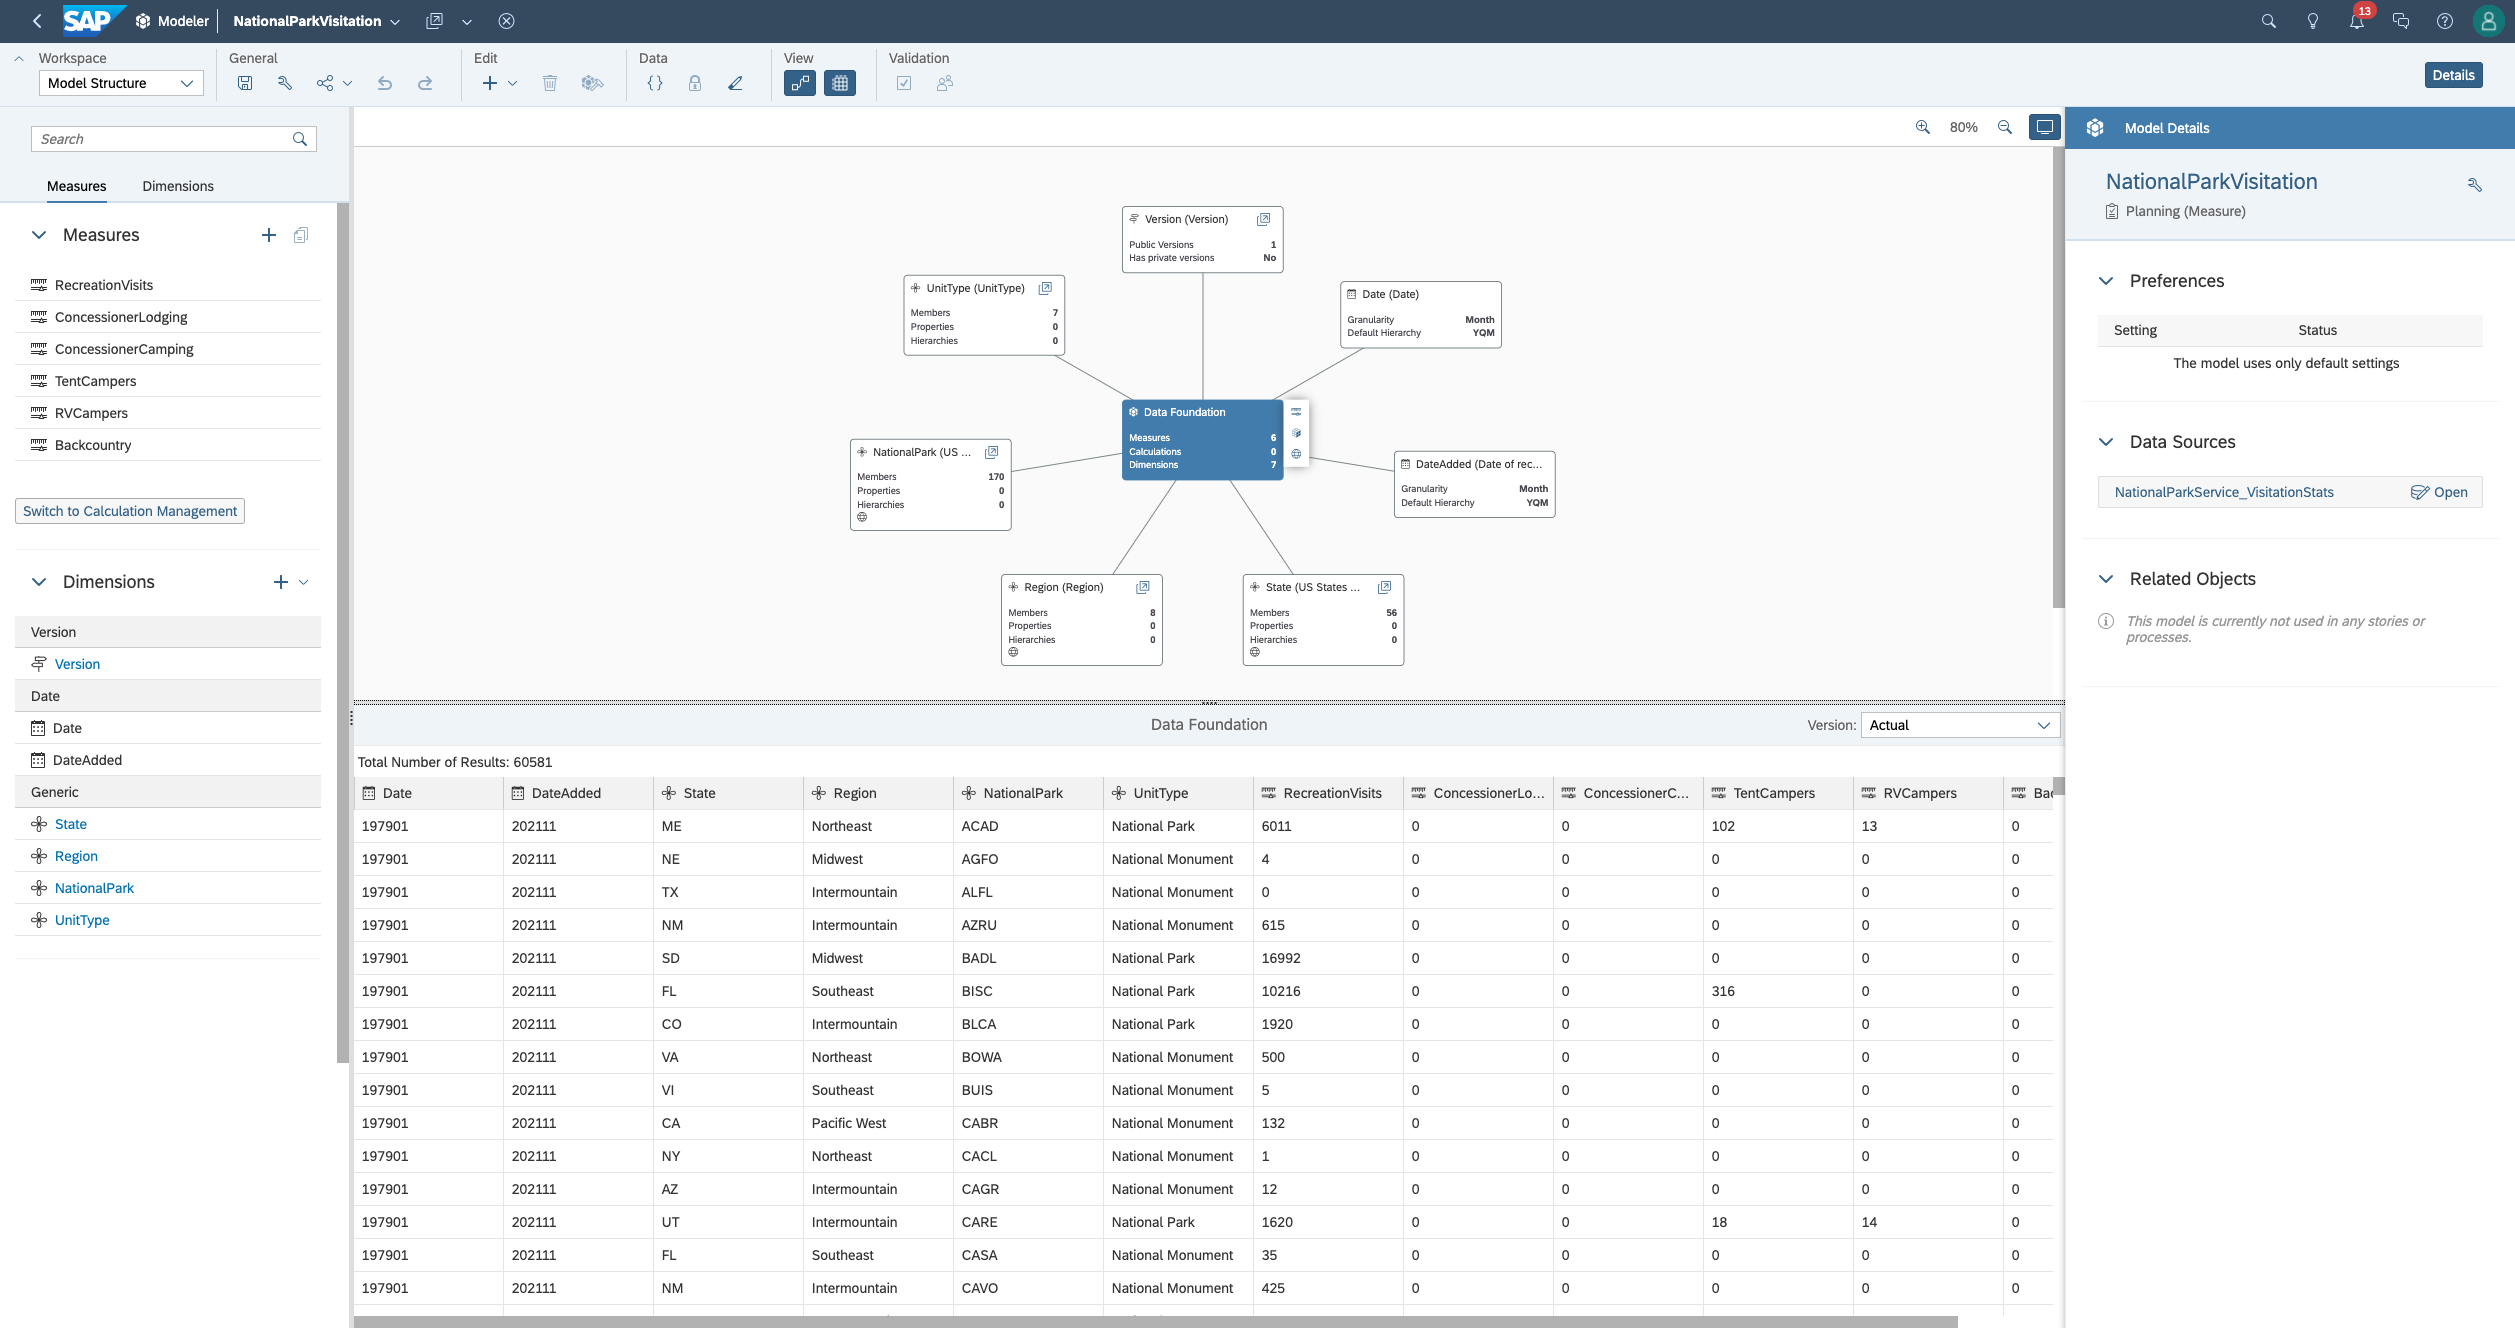 SAP Modeler NationalParkVisitation 13
Workspace General Edit Data View Validation
Model Structure Details
Search
Measures Dimensions
Measures
RecreationVisits
ConcessionerLodging
ConcessionerCamping
TentCampers
RVCampers
Backcountry
Switch to Calculation Management
Dimensions
Version
Version
Date
Date
DateAdded
Generic
State
Region
NationalPark
UnitType
80%
Version (Version)
Public Versions 1
Has private versions No
UnitType (UnitType)
Members 7
Properties 0
Hierarchies 0
Date (Date)
Granularity Month
Default Hierarchy YQM
Data Foundation
Measures 6
Calculations 0
Dimensions 7
NationalPark (US ...
Members 170
Properties 0
Hierarchies 0
DateAdded (Date of rec...
Granularity Month
Default Hierarchy YQM
Region (Region)
Members 8
Properties 0
Hierarchies 0
State (US States ...
Members 56
Properties 0
Hierarchies 0
Data Foundation Version: Actual
Total Number of Results: 60581
Date DateAdded State Region NationalPark UnitType RecreationVisits ConcessionerLo... ConcessionerC... TentCampers RVCampers
197901 202111 ME Northeast ACAD National Park 6011 0 0 102 13 0
197901 202111 NE Midwest AGFO National Monument 4 0 0 0 0 0
197901 202111 TX Intermountain ALFL National Monument 0 0 0 0 0 0
197901 202111 NM Intermountain AZRU National Monument 615 0 0 0 0 0
197901 202111 SD Midwest BADL National Park 16992 0 0 0 0 0
197901 202111 FL Southeast BISC National Park 10216 0 0 316 0 0
197901 202111 CO Intermountain BLCA National Park 1920 0 0 0 0 0
197901 202111 VA Northeast BOWA National Monument 500 0 0 0 0 0
197901 202111 VI Southeast BUIS National Monument 5 0 0 0 0 0
197901 202111 CA Pacific West CABR National Monument 132 0 0 0 0 0
197901 202111 NY Northeast CACL National Monument 1 0 0 0 0 0
197901 202111 AZ Intermountain CAGR National Monument 12 0 0 0 0 0
197901 202111 UT Intermountain CARE National Park 1620 0 0 18 14 0
197901 202111 FL Southeast CASA National Monument 35 0 0 0 0 0
197901 202111 NM Intermountain CAVO National Monument 425 0 0 0 0 0
Model Details
NationalParkVisitation
Planning (Measure)
Preferences
Setting Status
The model uses only default settings
Data Sources
NationalParkService_VisitationStats Open
Related Objects
This model is currently not used in any stories or
processes.